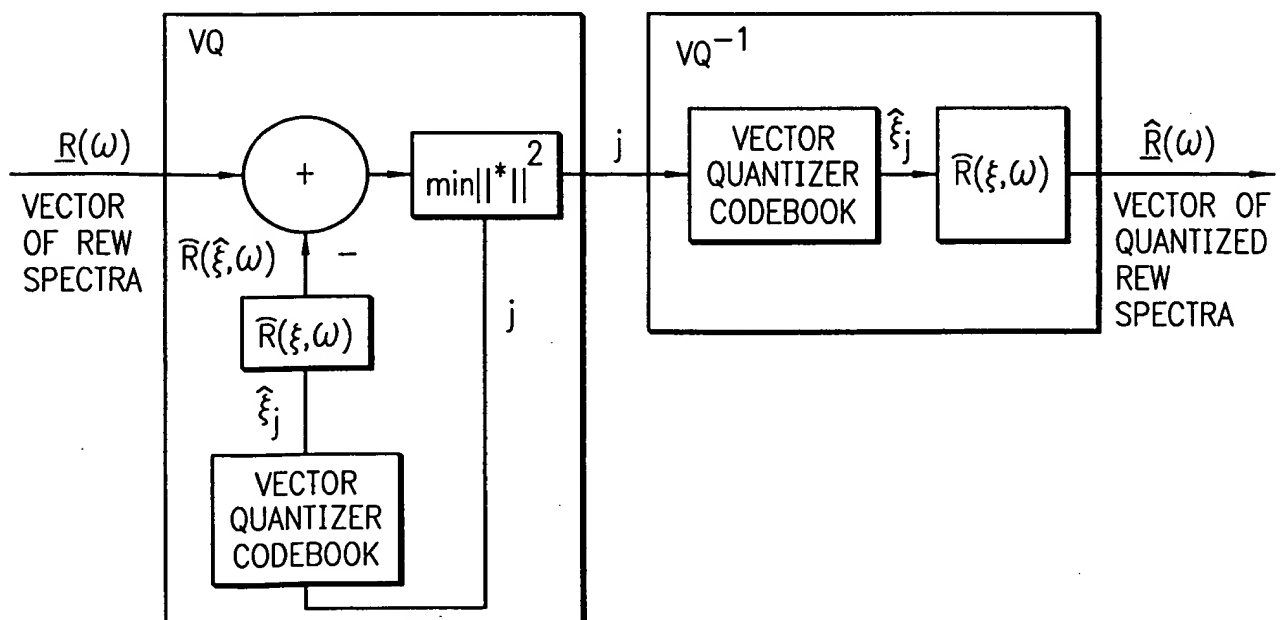 VQ
R̲(ω)
VECTOR
OF REW
SPECTRA
+
min||*||²
j
R̂(ξ̂,ω)
−
R̂(ξ,ω)
j
ξ̂ⱼ
VECTOR
QUANTIZER
CODEBOOK
VQ⁻¹
VECTOR
QUANTIZER
CODEBOOK
ξ̂ⱼ
R̂(ξ,ω)
R̲̂(ω)
VECTOR OF
QUANTIZED
REW
SPECTRA